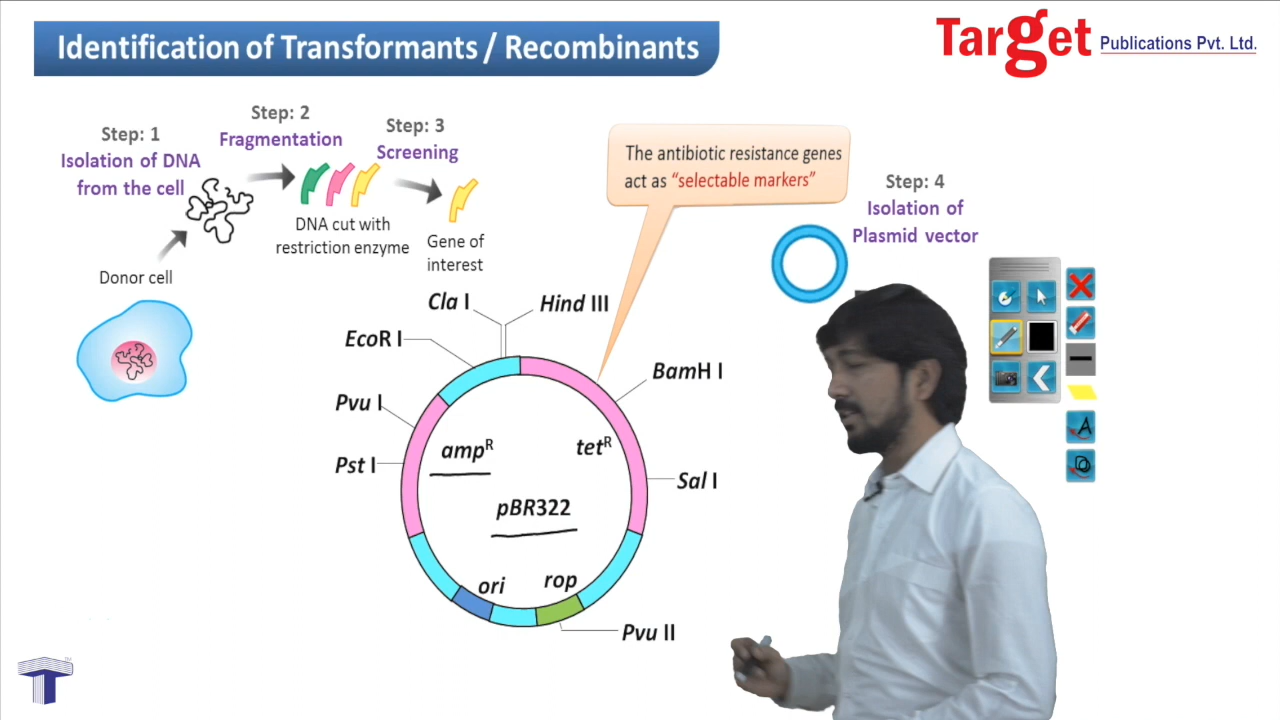 Identification of Transformants / Recombinants
Target Publications Pvt. Ltd.
Step: 1
Isolation of DNA
from the cell
Step: 2
Fragmentation
Step: 3
Screening
DNA cut with
restriction enzyme
Gene of
interest
Donor cell
The antibiotic resistance genes
act as “selectable markers”
Step: 4
Isolation of
Plasmid vector
Cla I
Hind III
EcoR I
BamH I
Pvu I
Pst I
ampR
tetR
Sal I
pBR322
ori
rop
Pvu II
A
D
T